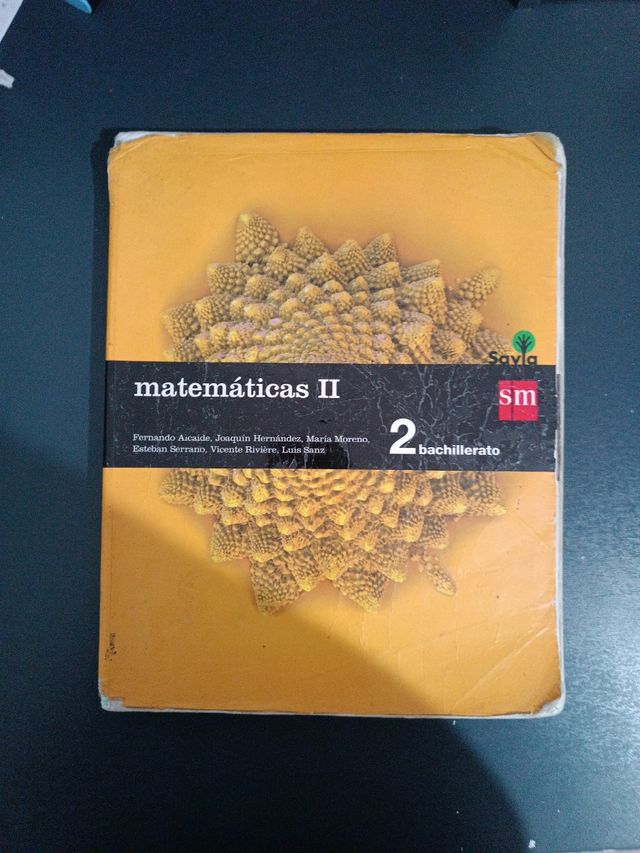 Savia
matemáticas II
sm
Fernando Alcaide, Joaquín Hernández, María Moreno,
Esteban Serrano, Vicente Rivière, Luis Sanz
2 bachillerato